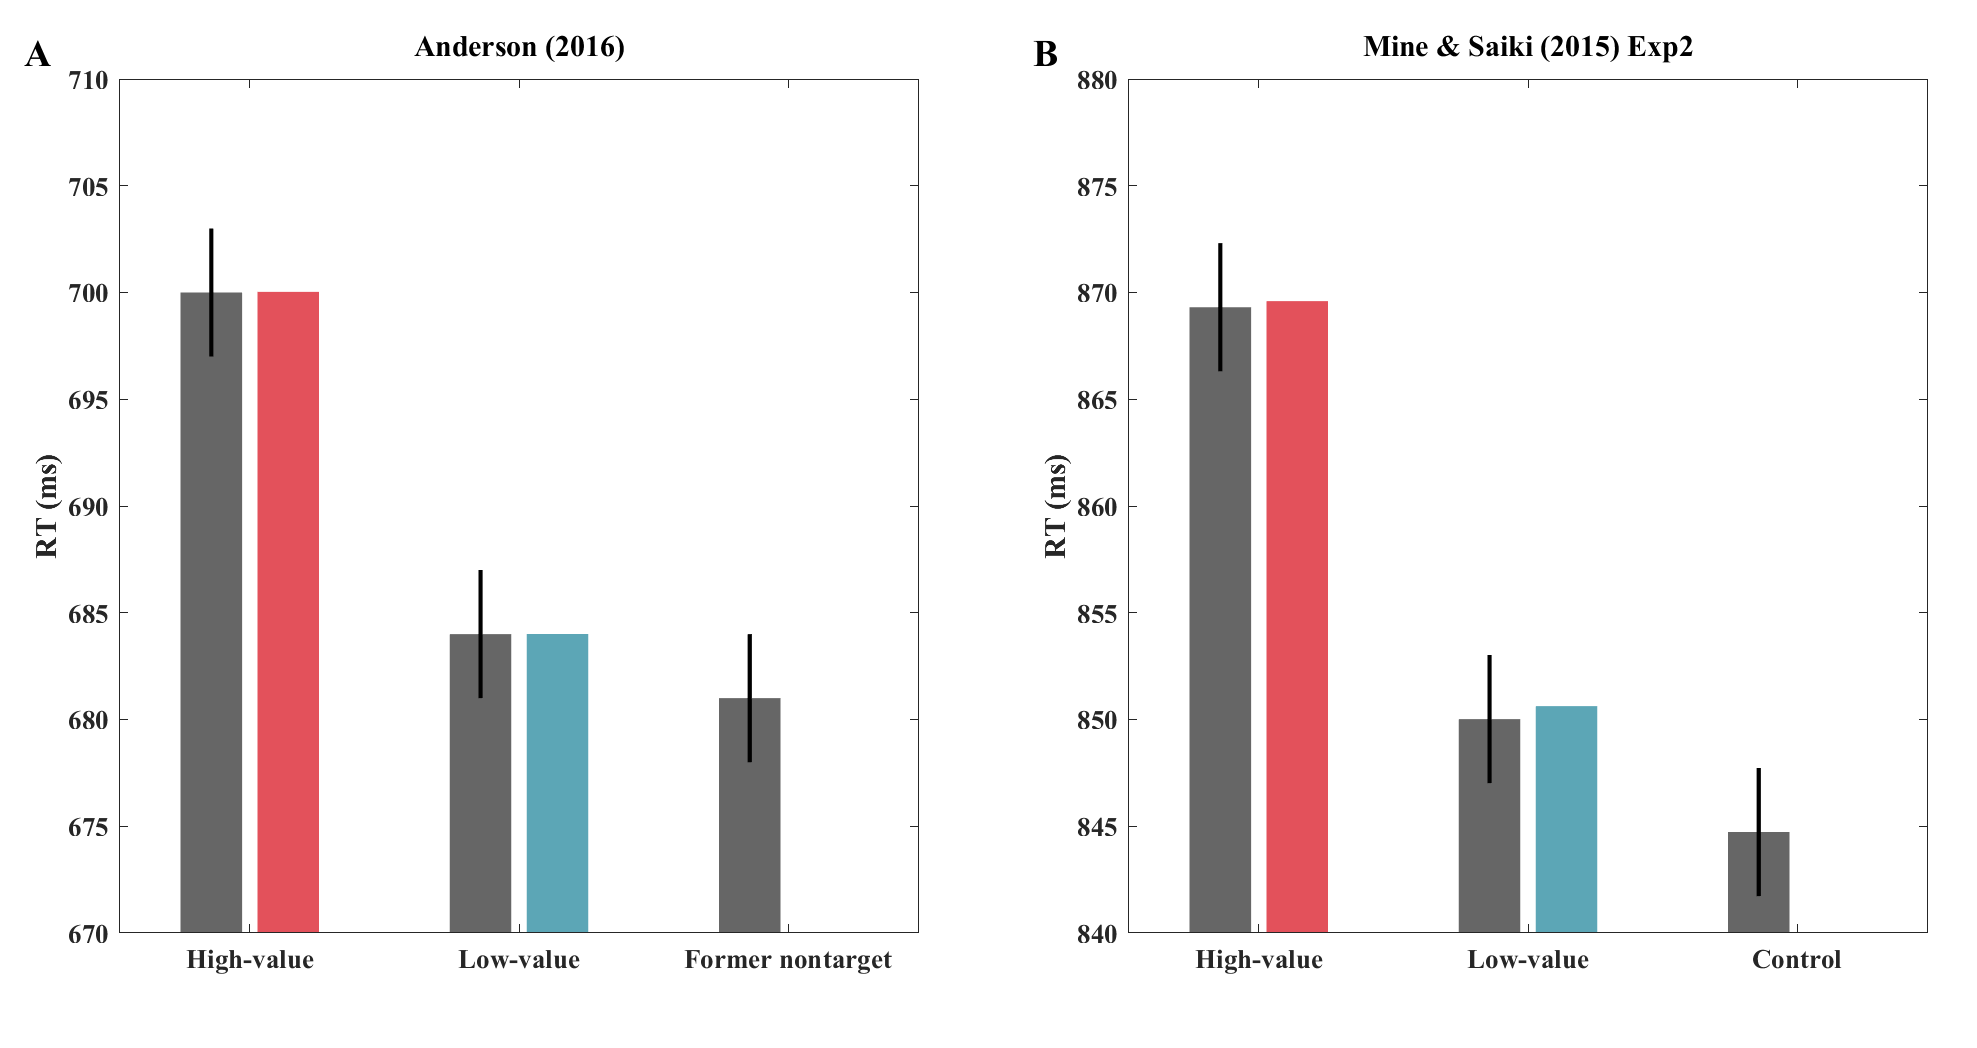 A
Anderson (2016)
710
705
700
695
690
685
680
675
670
RT (ms)
High-value
Low-value
Former nontarget
B
Mine & Saiki (2015) Exp2
880
875
870
865
860
855
850
845
840
RT (ms)
High-value
Low-value
Control